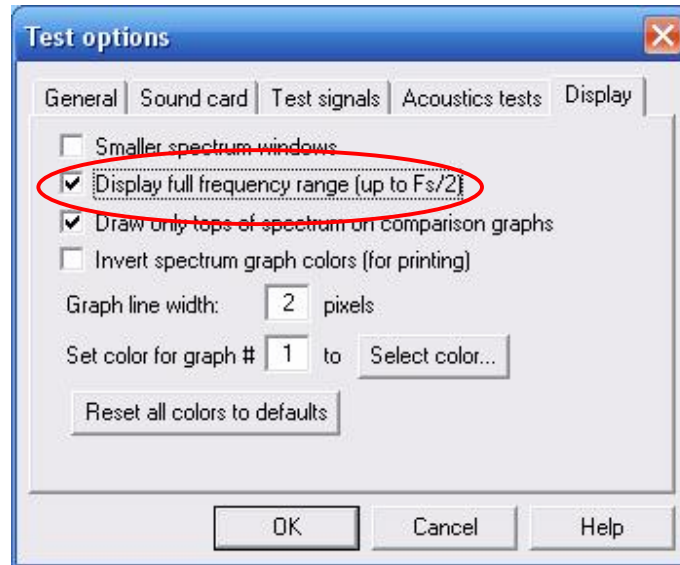 Test options
General Sound card Test signals Acoustics tests Display
Smaller spectrum windows
Display full frequency range (up to Fs/2)
Draw only tops of spectrum on comparison graphs
Invert spectrum graph colors (for printing)
Graph line width: 2 pixels
Set color for graph # 1 to Select color...
Reset all colors to defaults
OK Cancel Help